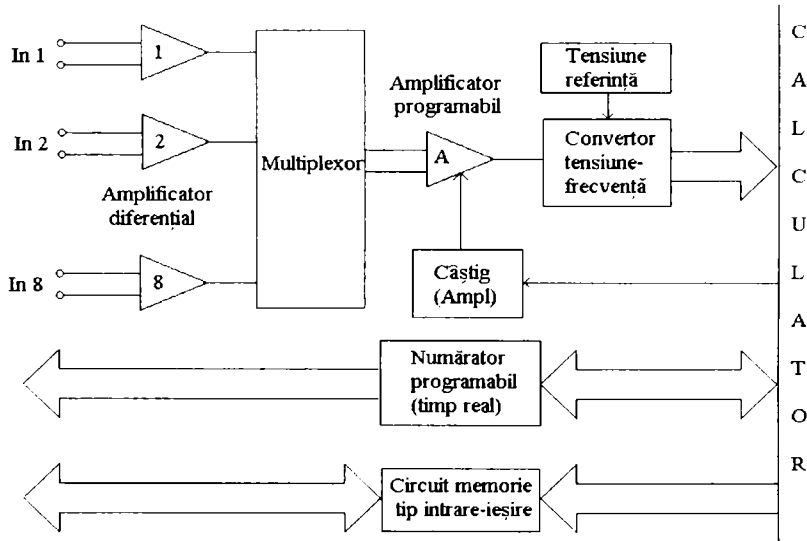 In 1
1
In 2
2
Amplificator
diferențial
In 8
8
Multiplexor
Amplificator
programabil
A
Tensiune
referință
Convertor
tensiune-
frecvență
Câștig
(Ampl)
Numărator
programabil
(timp real)
Circuit memorie
tip intrare-ieșire
C
A
L
C
U
L
A
T
O
R